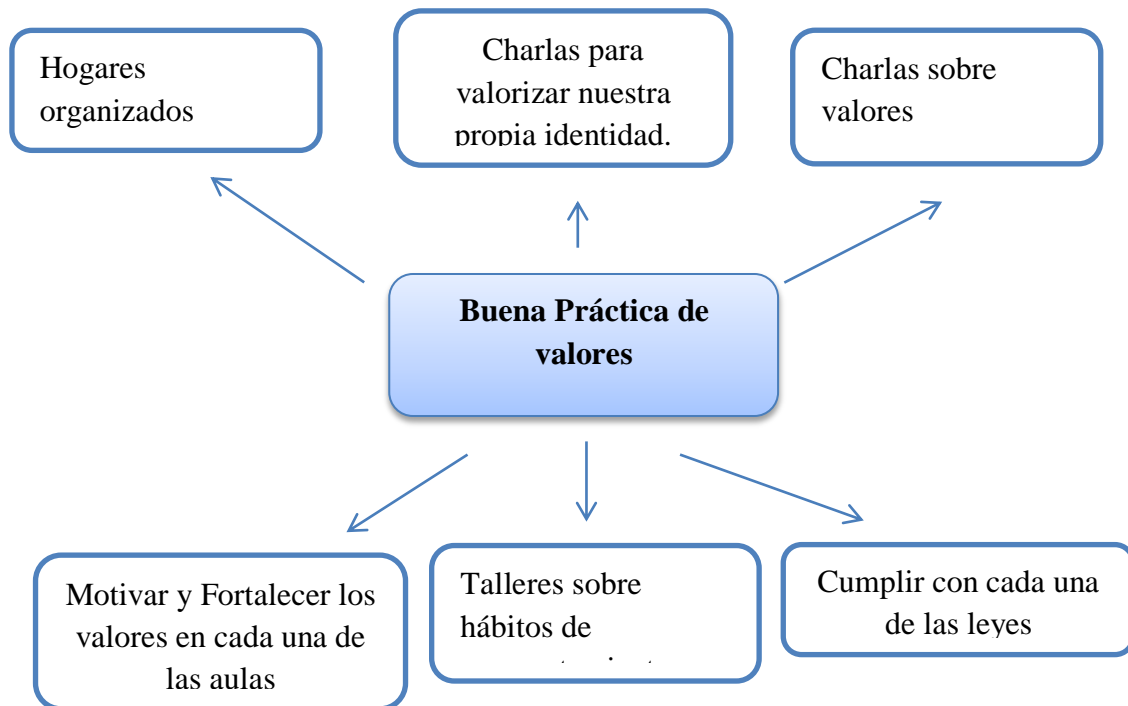 Hogares
organizados
Charlas para
valorizar nuestra
propia identidad.
Charlas sobre
valores
Buena Práctica de
valores
Motivar y Fortalecer los
valores en cada una de
las aulas
Talleres sobre
hábitos de
Cumplir con cada una
de las leyes